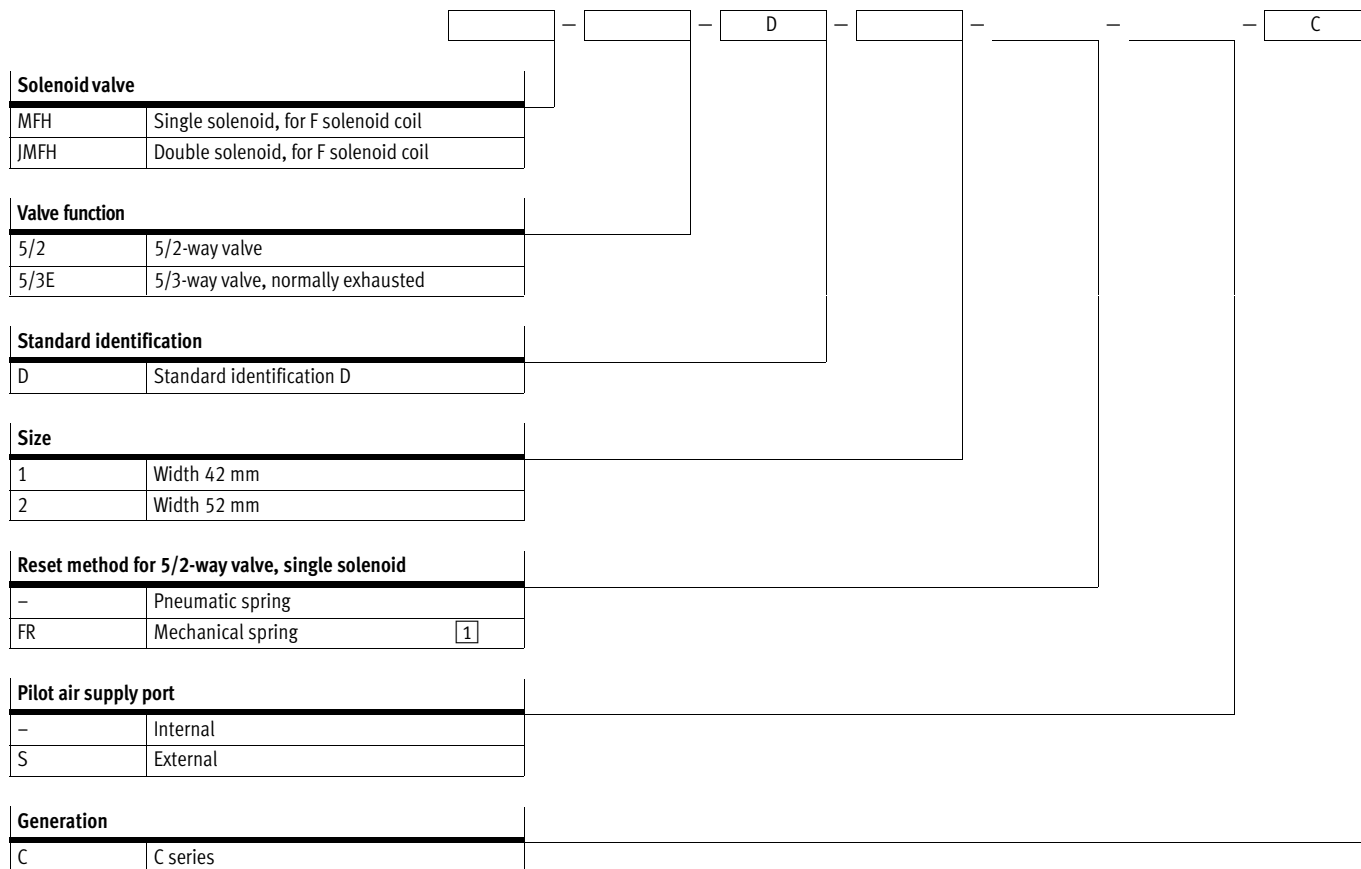 – – D – – – – C
Solenoid valve
MFH Single solenoid, for F solenoid coil
JMFH Double solenoid, for F solenoid coil
Valve function
5/2 5/2-way valve
5/3E 5/3-way valve, normally exhausted
Standard identification
D Standard identification D
Size
1 Width 42 mm
2 Width 52 mm
Reset method for 5/2-way valve, single solenoid
– Pneumatic spring
FR Mechanical spring 1
Pilot air supply port
– Internal
S External
Generation
C C series